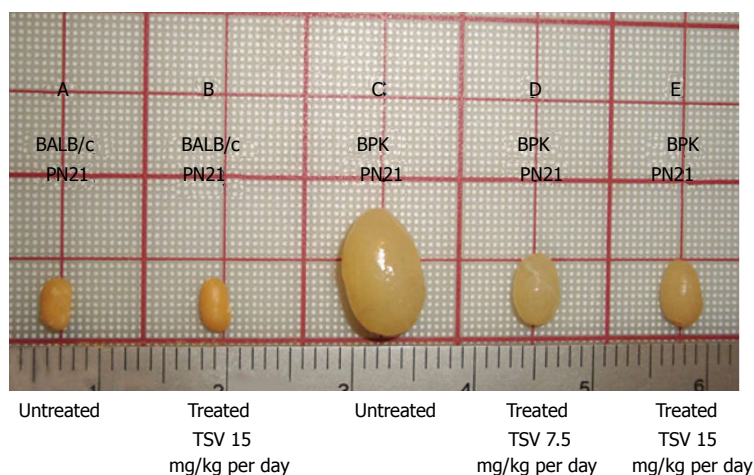 A B C D E
BALB/c BALB/c BPK BPK BPK
PN21 PN21 PN21 PN21 PN21
1 2 3 4 5 6
Untreated Treated Untreated Treated Treated
TSV 15 TSV 7.5 TSV 15
mg/kg per day mg/kg per day mg/kg per day